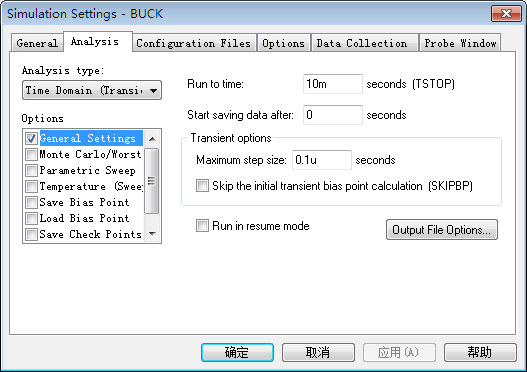 Simulation Settings - BUCK
General Analysis Configuration Files Options Data Collection Probe Window
Analysis type:
Time Domain (Transi
Options
General Settings
Monte Carlo/Worst
Parametric Sweep
Temperature (Sweep
Save Bias Point
Load Bias Point
Save Check Points
Run to time: 10m seconds (TSTOP)
Start saving data after: 0 seconds
Transient options
Maximum step size: 0.1u seconds
Skip the initial transient bias point calculation (SKIPBP)
Run in resume mode
Output File Options...
确定 取消 应用(A) 帮助